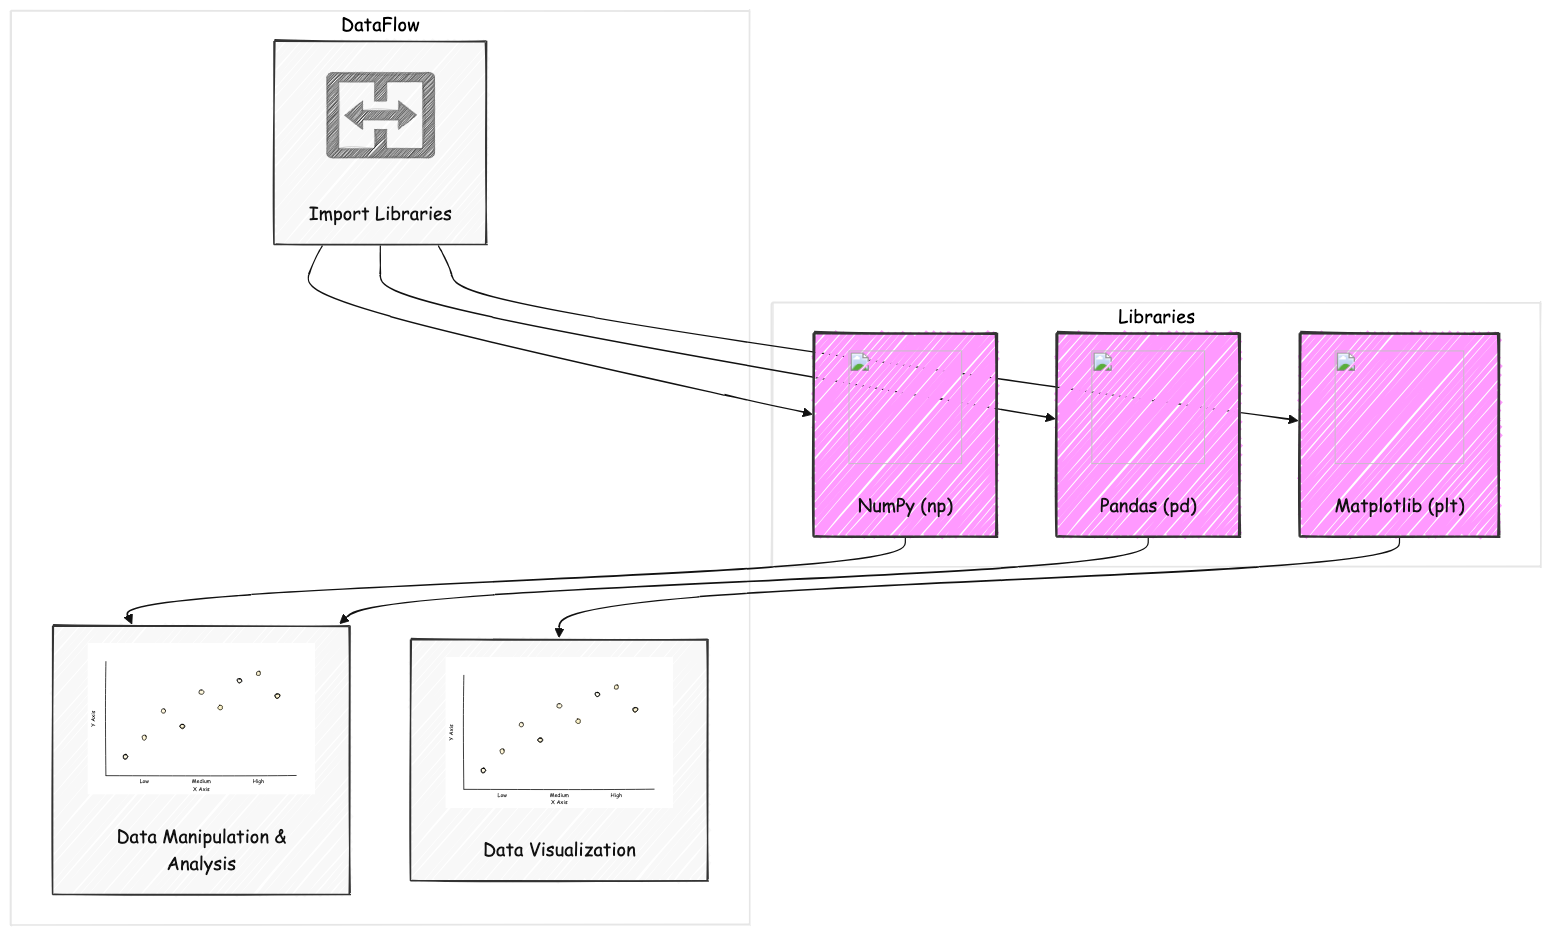 DataFlow
Import Libraries
Libraries
NumPy (np)
Pandas (pd)
Matplotlib (plt)
Y Axis
Low Medium High
X Axis
Data Manipulation &
Analysis
Y Axis
Low Medium High
X Axis
Data Visualization